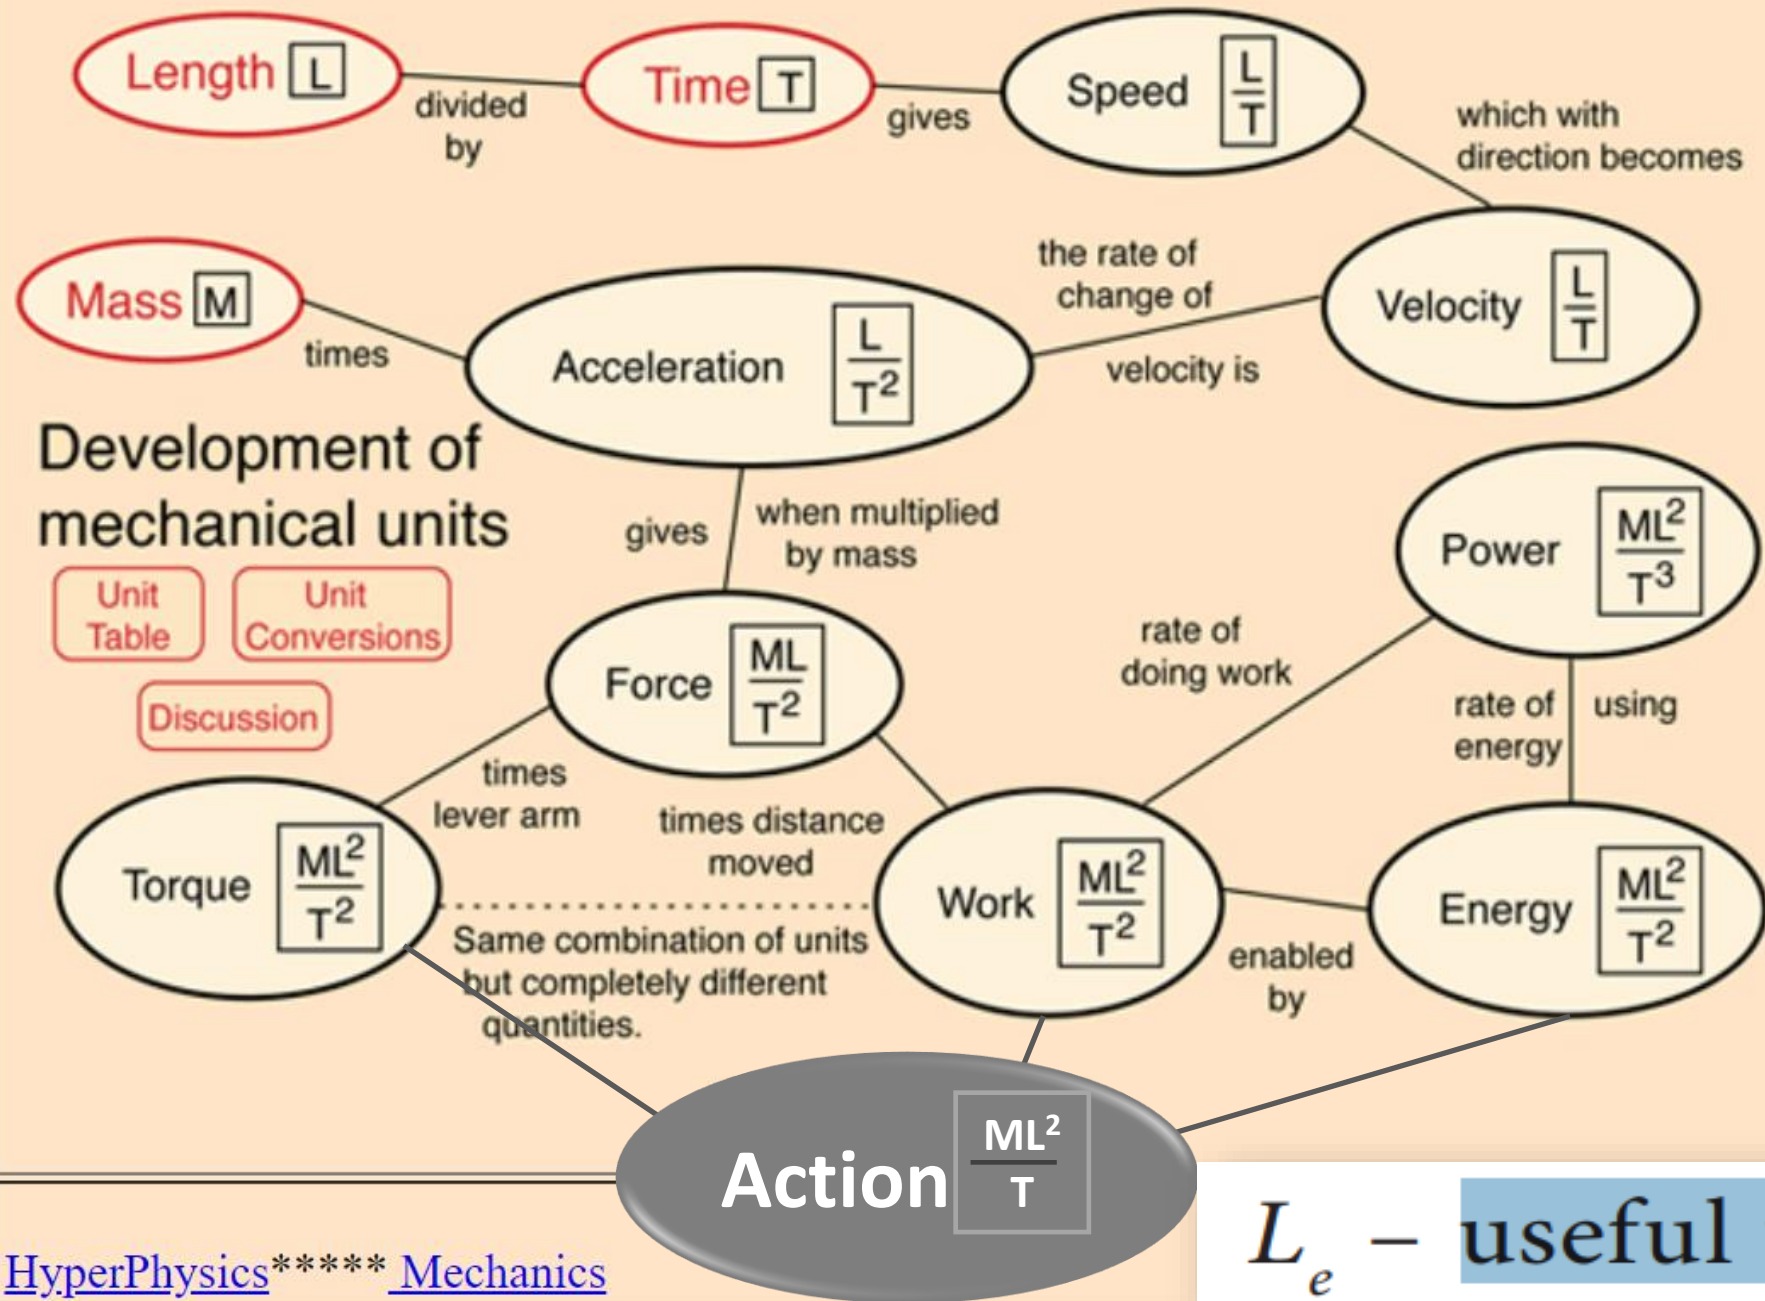 Length L
divided
by
Time T
gives
Speed L
T
which with
direction becomes
Mass M
times
Acceleration L
T²
the rate of
change of
velocity is
Velocity L
T
Development of
mechanical units
Unit
Table
Unit
Conversions
Discussion
gives
when multiplied
by mass
Force ML
T²
Power ML²
T³
rate of
doing work
rate of
energy
using
times
lever arm
times distance
moved
Torque ML²
T²
Same combination of units
but completely different
quantities.
Work ML²
T²
enabled
by
Energy ML²
T²
Action ML²
T
HyperPhysics***** Mechanics
Lₑ – useful